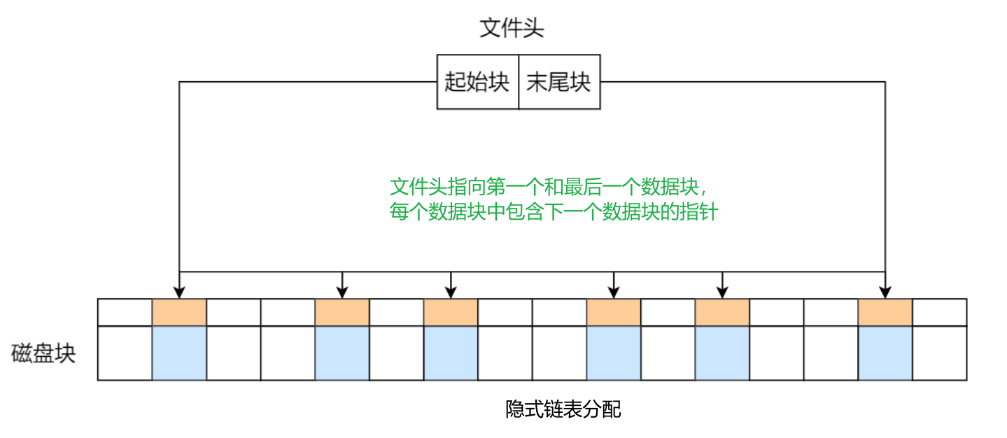 文件头
起始块 末尾块
文件头指向第一个和最后一个数据块,
每个数据块中包含下一个数据块的指针
磁盘块
隐式链表分配